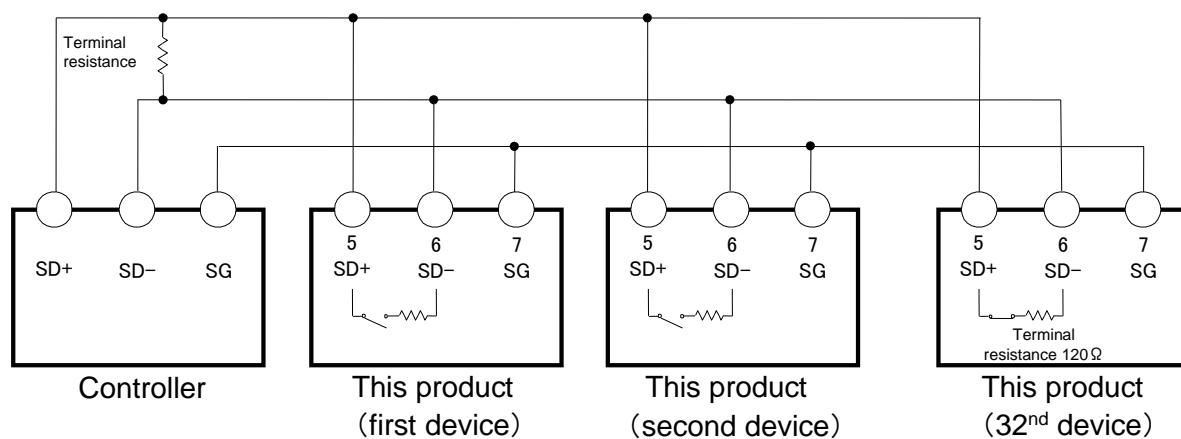 Terminal
resistance
5 6 7
SD+ SD− SG
SD+ SD− SG
5 6 7
SD+ SD− SG
5 6 7
SD+ SD− SG
Terminal
resistance 120Ω
Controller
This product
（first device）
This product
（second device）
This product
（32nd device）